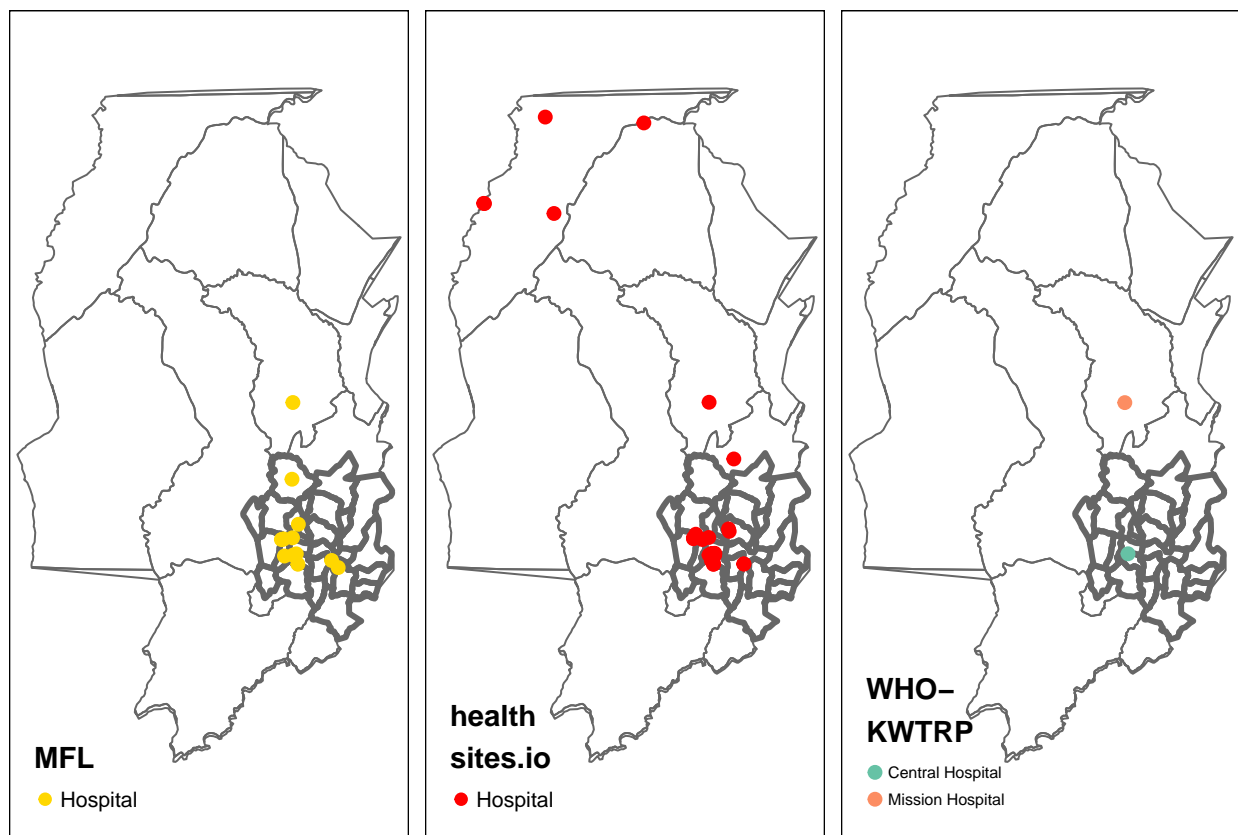 MFL
Hospital
health
sites.io
Hospital
WHO–
KWTRP
Central Hospital
Mission Hospital